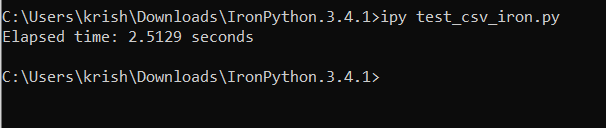 C:\Users\krish\Downloads\IronPython.3.4.1>ipy test_csv_iron.py
Elapsed time: 2.5129 seconds
C:\Users\krish\Downloads\IronPython.3.4.1>